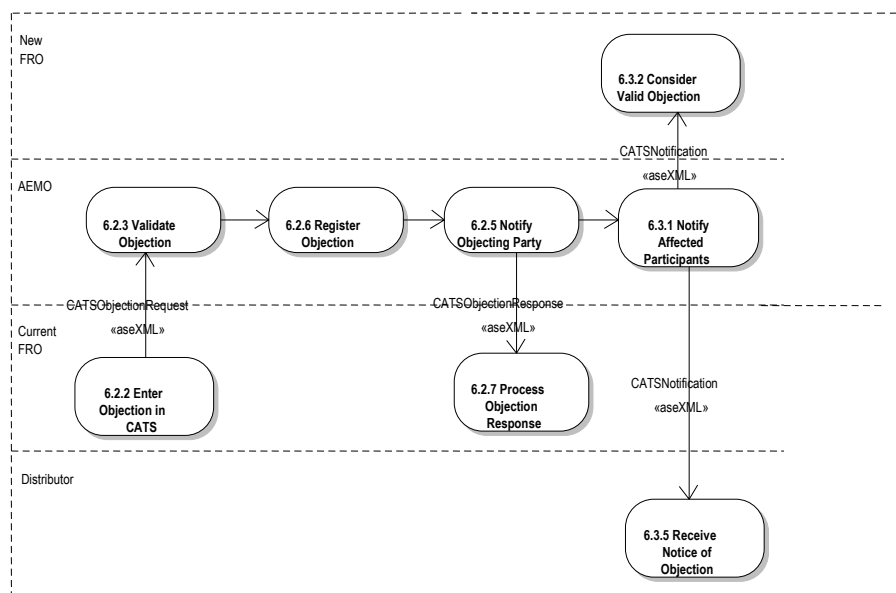 New
FRO
6.3.2 Consider
Valid Objection
CATSNotification
«aseXML»
AEMO
6.2.3 Validate
Objection
6.2.6 Register
Objection
6.2.5 Notify
Objecting Party
6.3.1 Notify
Affected
Participants
CATSObjectionRequest
«aseXML»
CATSObjectionResponse
«aseXML»
Current
FRO
6.2.2 Enter
Objection in
CATS
6.2.7 Process
Objection
Response
CATSNotification
«aseXML»
Distributor
6.3.5 Receive
Notice of
Objection